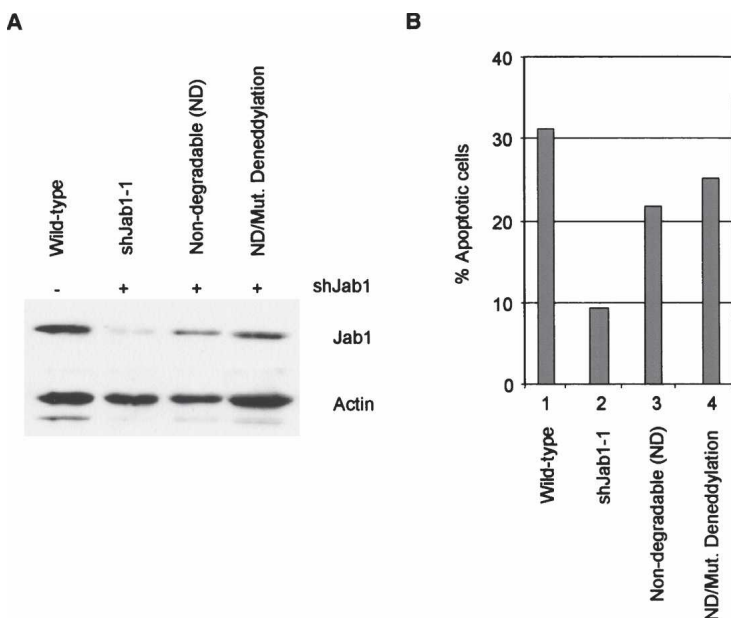 A
Wild-type
shJab1-1
Non-degradable (ND)
ND/Mut. Deneddylation
- + + + shJab1
Jab1
Actin
B
% Apoptotic cells
40
30
20
10
0
1 2 3 4
Wild-type
shJab1-1
Non-degradable (ND)
ND/Mut. Deneddylation